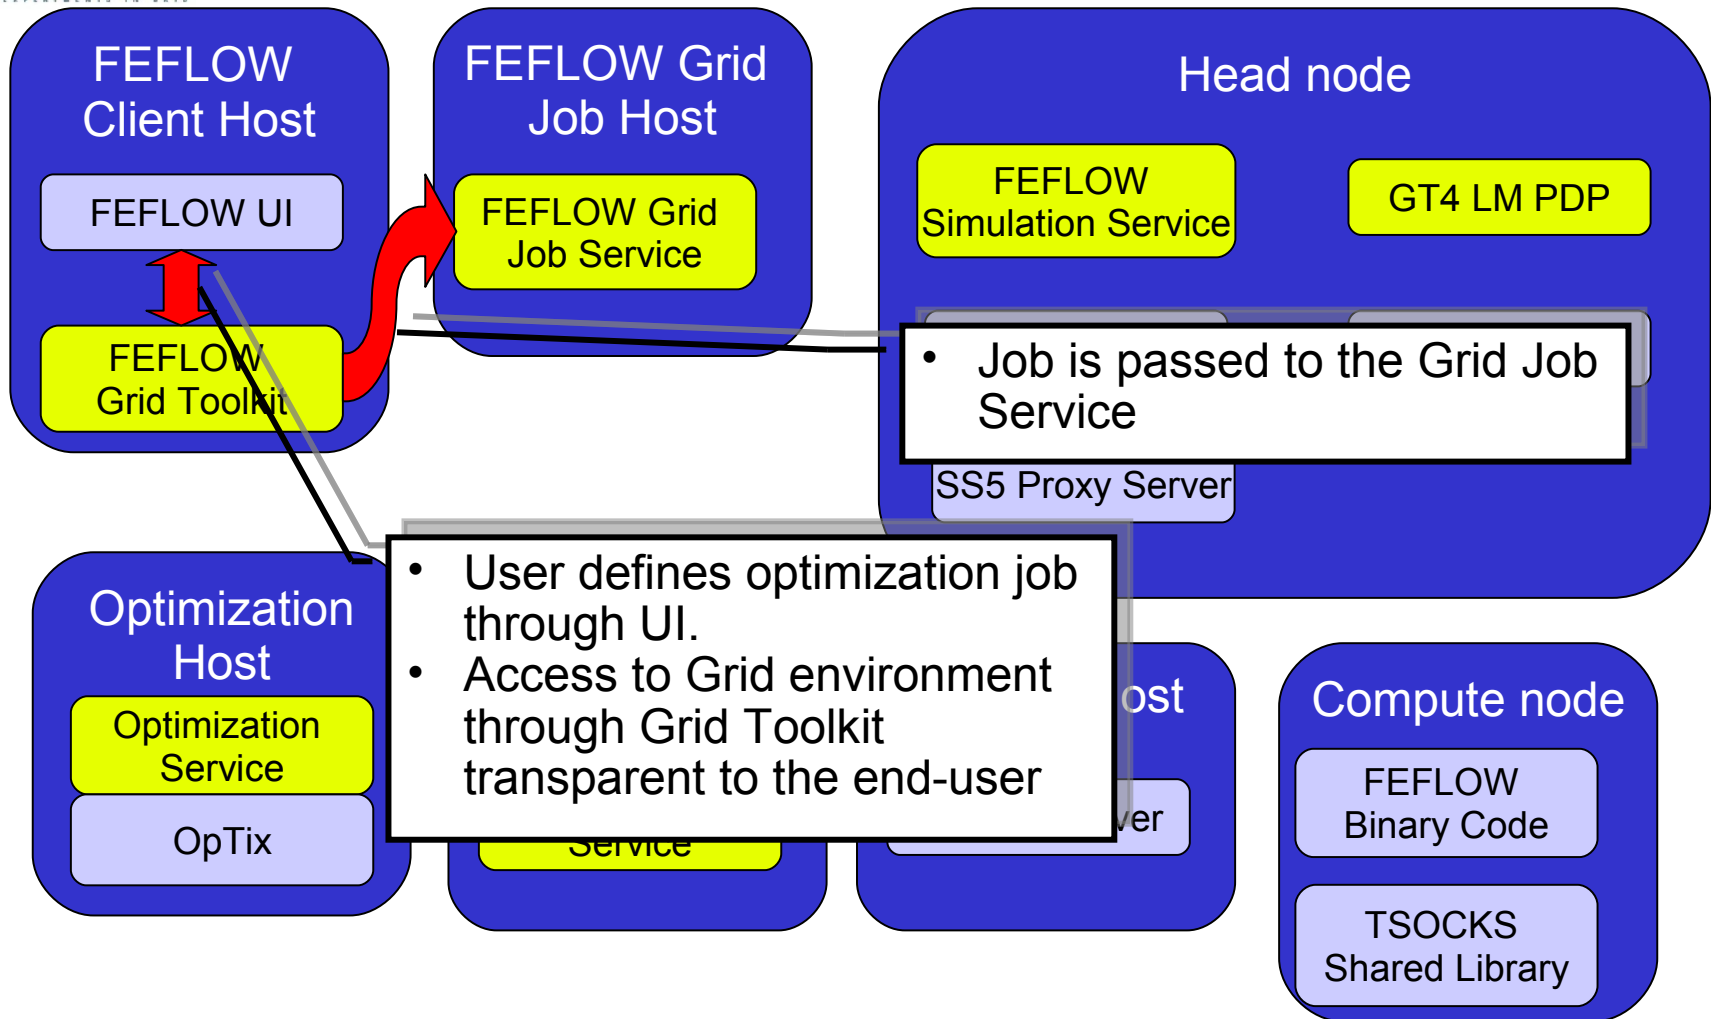 FEFLOW
Client Host
FEFLOW UI
FEFLOW
Grid Toolkit
FEFLOW Grid
Job Host
FEFLOW Grid
Job Service
Head node
FEFLOW
Simulation Service
GT4 LM PDP
• Job is passed to the Grid Job
Service
SS5 Proxy Server
Optimization
Host
Optimization
Service
OpTix
• User defines optimization job
through UI.
• Access to Grid environment
through Grid Toolkit
transparent to the end-user
Service
ost
ver
Compute node
FEFLOW
Binary Code
TSOCKS
Shared Library